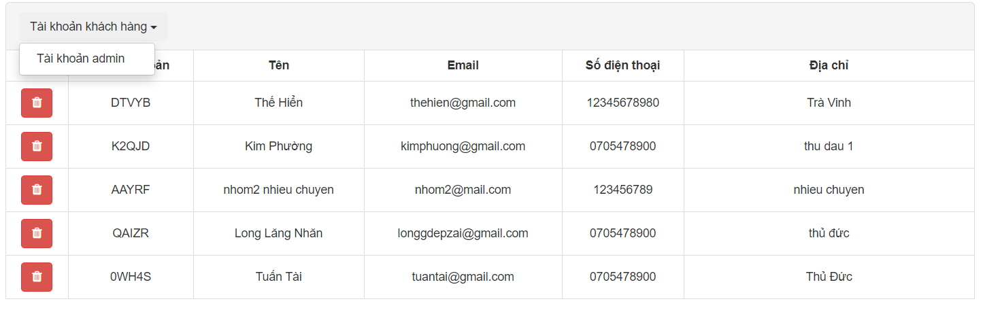 Tài khoản khách hàng
Tài khoản admin
Tên Email Số điện thoại Địa chỉ
DTVYB Thế Hiển thehien@gmail.com 12345678980 Trà Vinh
K2QJD Kim Phường kimphuong@gmail.com 0705478900 thu dau 1
AAYRF nhom2 nhieu chuyen nhom2@mail.com 123456789 nhieu chuyen
QAIZR Long Lăng Nhăn longgdepzai@gmail.com 0705478900 thủ đức
0WH4S Tuấn Tài tuantai@gmail.com 0705478900 Thủ Đức